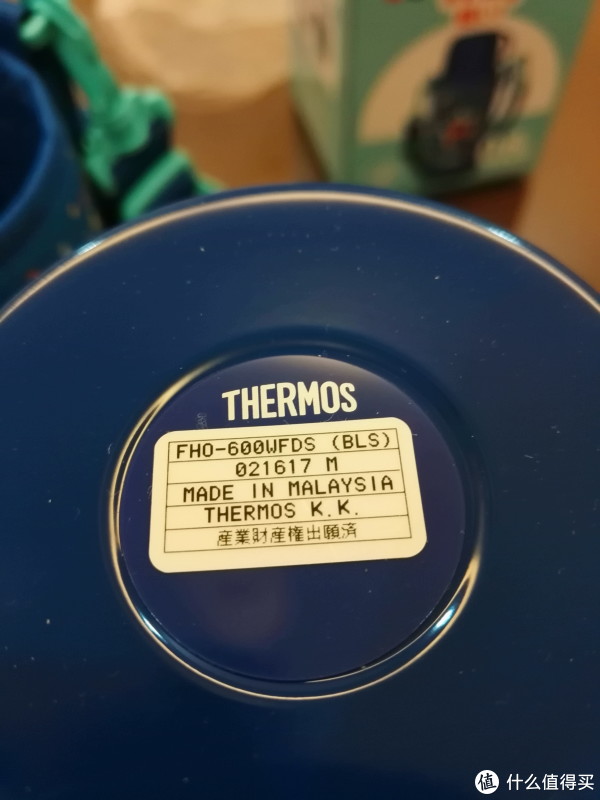 THERMOS
FHO-600WFDS (BLS)
021617 M
MADE IN MALAYSIA
THERMOS K.K.
産業財産権出願済
值 什么值得买